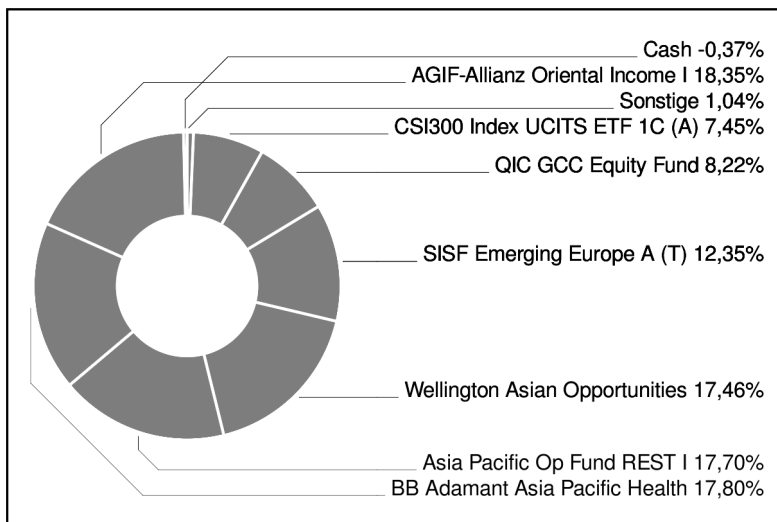 Cash -0,37%
AGIF-Allianz Oriental Income I 18,35%
Sonstige 1,04%
CSI300 Index UCITS ETF 1C (A) 7,45%
QIC GCC Equity Fund 8,22%
SISF Emerging Europe A (T) 12,35%
Wellington Asian Opportunities 17,46%
Asia Pacific Op Fund REST I 17,70%
BB Adamant Asia Pacific Health 17,80%